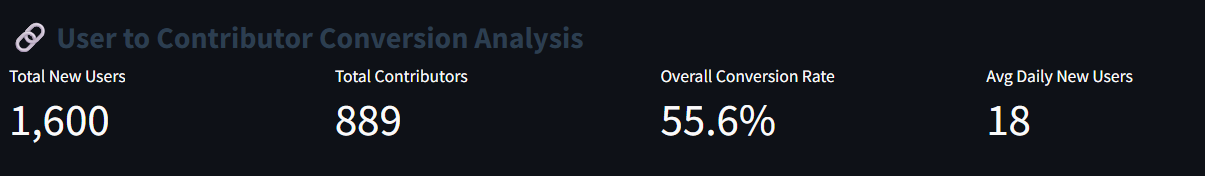 🔗 User to Contributor Conversion Analysis
Total New Users Total Contributors Overall Conversion Rate Avg Daily New Users
1,600 889 55.6% 18